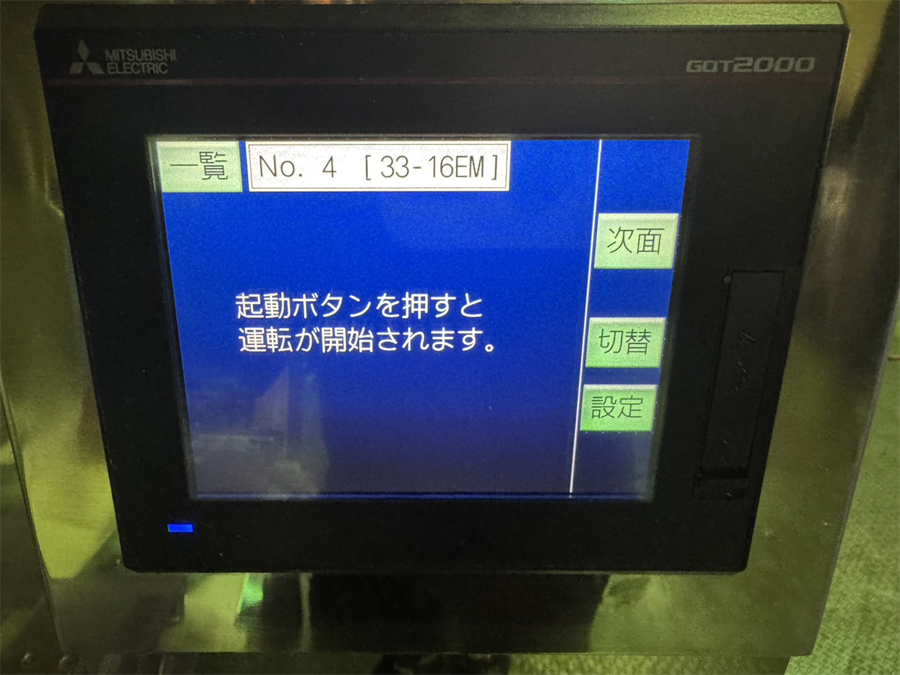 MITSUBISHI
ELECTRIC
GOT2000
一覧
No. 4 [33-16EM]
次面
起動ボタンを押すと
運転が開始されます。
切替
設定